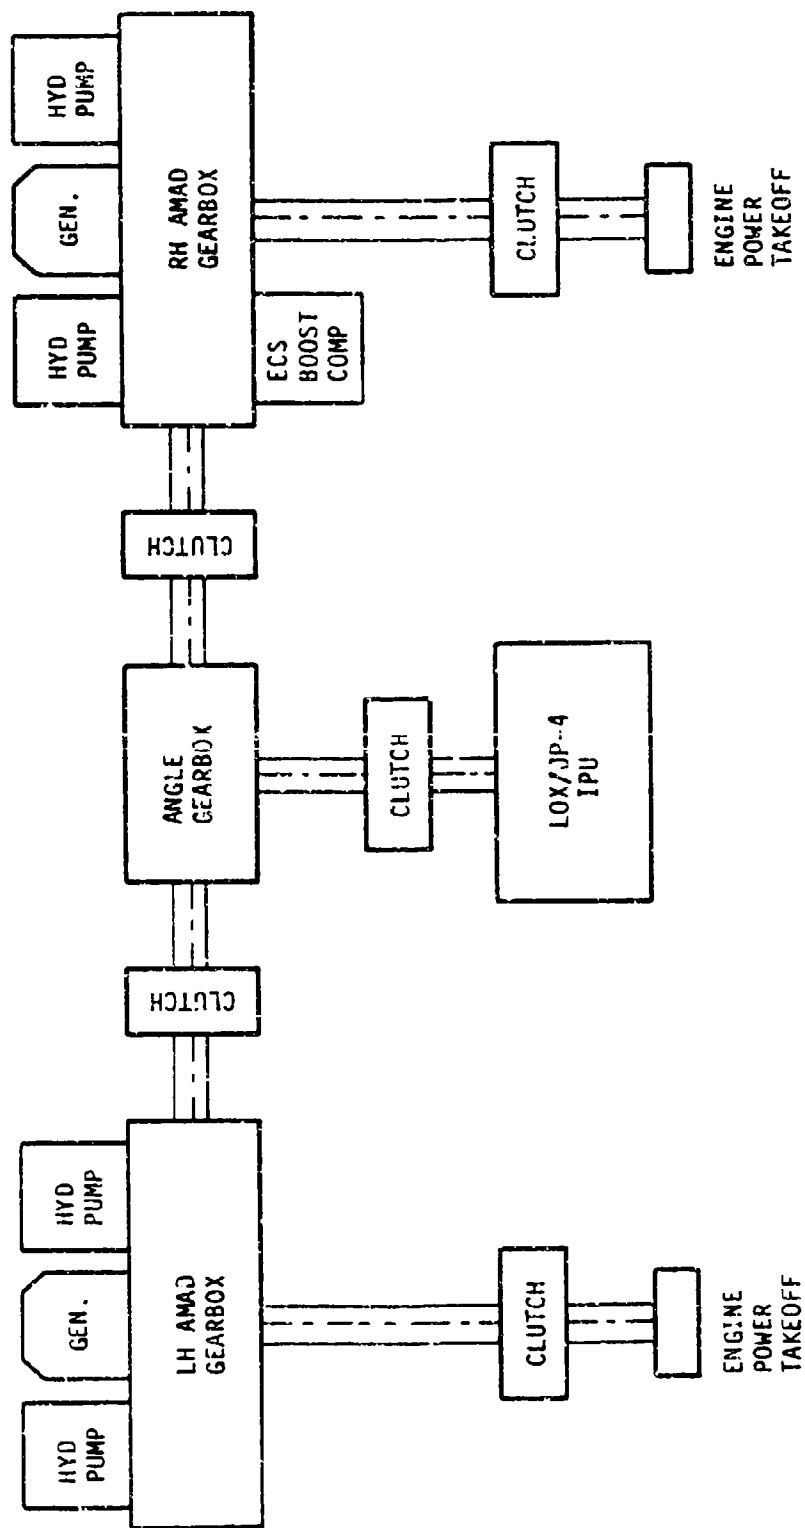 HYD
PUMP
GEN.
HYD
PUMP
LH AMAD
GEARBOX
CLUTCH
ENGINE
POWER
TAKEOFF
CLUTCH
ANGLE
GEARBOX
CLUTCH
LOX/JP-4
IPU
CLUTCH
HYD
PUMP
GEN.
HYD
PUMP
RH AMAD
GEARBOX
ECS
BOOST
COMP
CLUTCH
ENGINE
POWER
TAKEOFF